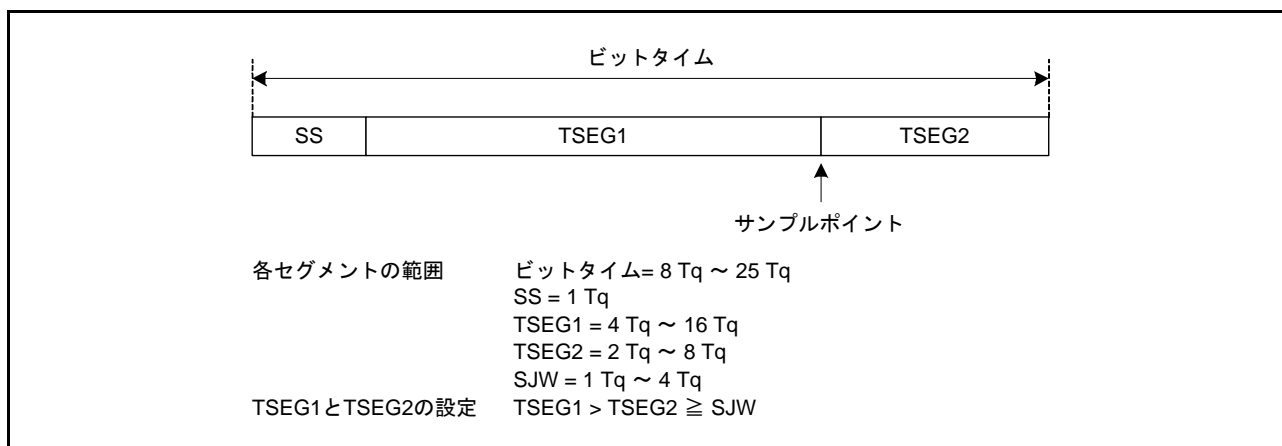 ビットタイム
SS TSEG1 TSEG2
サンプルポイント
各セグメントの範囲 ビットタイム= 8 Tq ～ 25 Tq
SS = 1 Tq
TSEG1 = 4 Tq ～ 16 Tq
TSEG2 = 2 Tq ～ 8 Tq
SJW = 1 Tq ～ 4 Tq
TSEG1とTSEG2の設定 TSEG1 > TSEG2 ≧ SJW